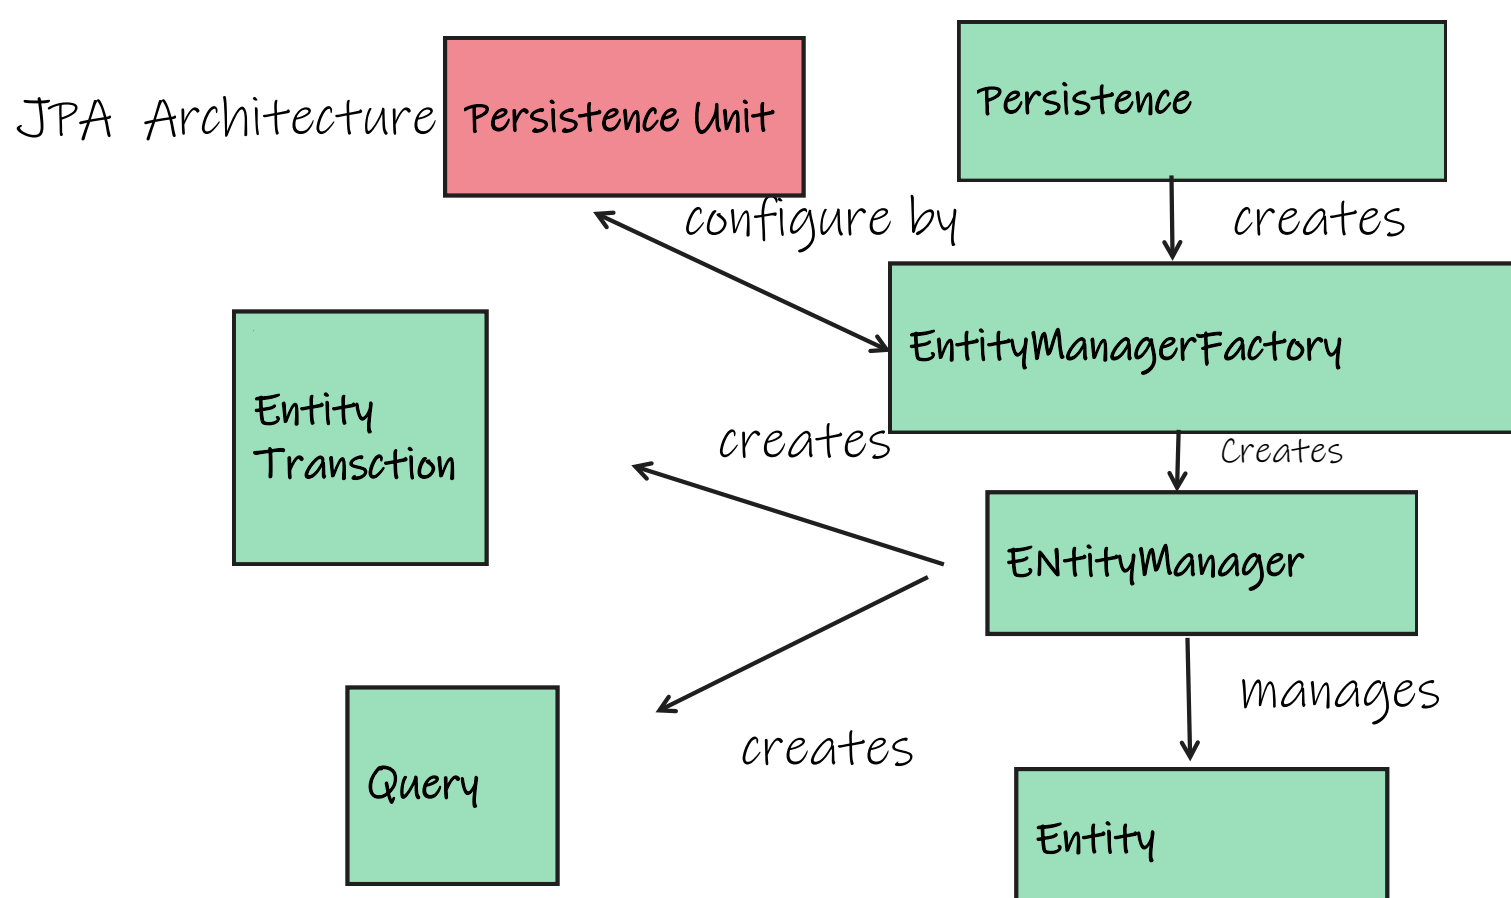 JPA Architecture
Persistence Unit
Persistence
configure by
creates
EntityManagerFactory
creates
Creates
Entity
Transction
ENtityManager
manages
creates
Query
Entity